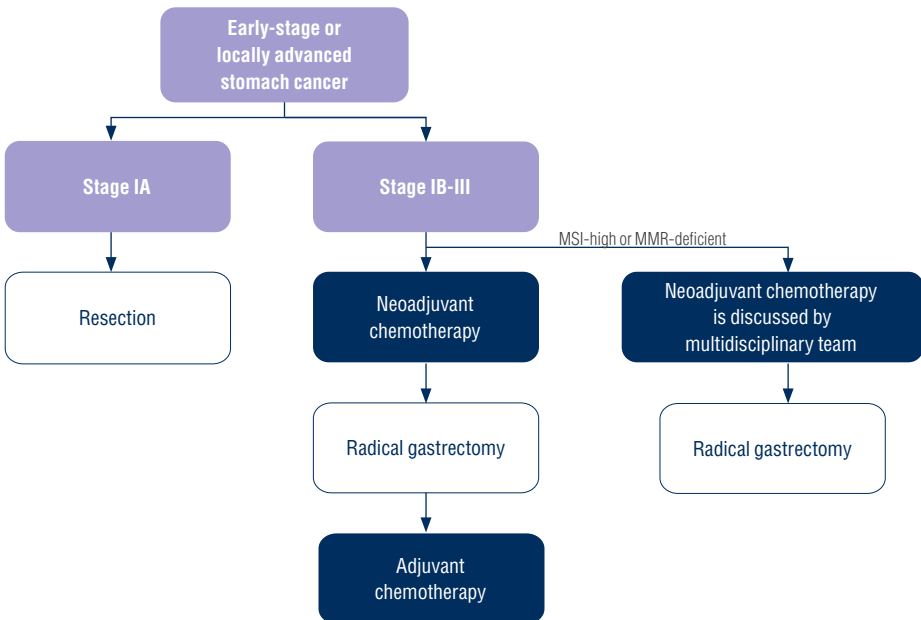 Early-stage or
locally advanced
stomach cancer
Stage IA
Stage IB-III
MSI-high or MMR-deficient
Resection
Neoadjuvant
chemotherapy
Neoadjuvant chemotherapy
is discussed by
multidisciplinary team
Radical gastrectomy
Radical gastrectomy
Adjuvant
chemotherapy